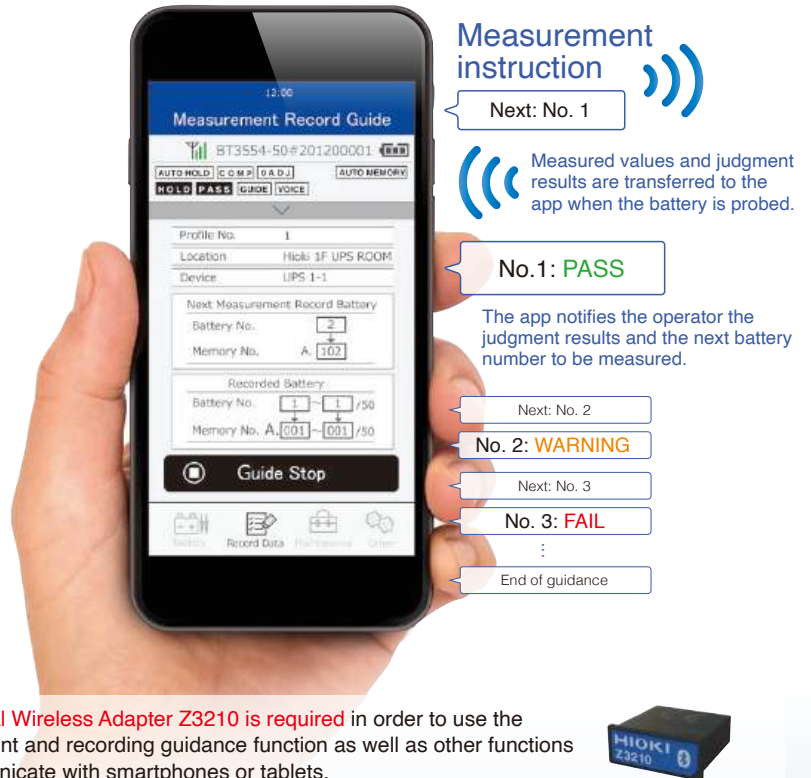 Measurement
instruction
Next: No. 1
Measured values and judgment
results are transferred to the
app when the battery is probed.
No.1: PASS
The app notifies the operator the
judgment results and the next battery
number to be measured.
Next: No. 2
No. 2: WARNING
Next: No. 3
No. 3: FAIL
⋮
End of guidance
12:00
Measurement Record Guide
BT3554-50#201200001
AUTO HOLD COMP 0ADJ AUTO MEMORY
HOLD PASS GUIDE VOICE
Profile No. 1
Location Hioki 1F UPS ROOM
Device UPS 1-1
Next Measurement Record Battery
Battery No. 2
Memory No. A. 102
Recorded Battery
Battery No. 1 ~ 1 /50
Memory No. A. 001 ~ 001 /50
Guide Stop
Battery Record Data Maintenance Other
Wireless Adapter Z3210 is required in order to use the
and recording guidance function as well as other functions
with smartphones or tablets.
HIOKI
Z3210